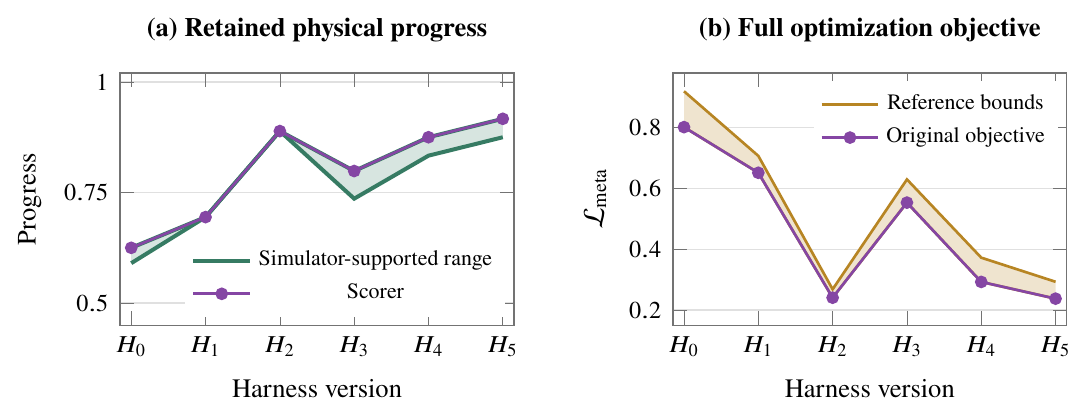 (a) Retained physical progress
1
0.75
0.5
Progress
Simulator-supported range
Scorer
H₀ H₁ H₂ H₃ H₄ H₅
Harness version
(b) Full optimization objective
0.8
0.6
0.4
0.2
ℒmeta
Reference bounds
Original objective
H₀ H₁ H₂ H₃ H₄ H₅
Harness version